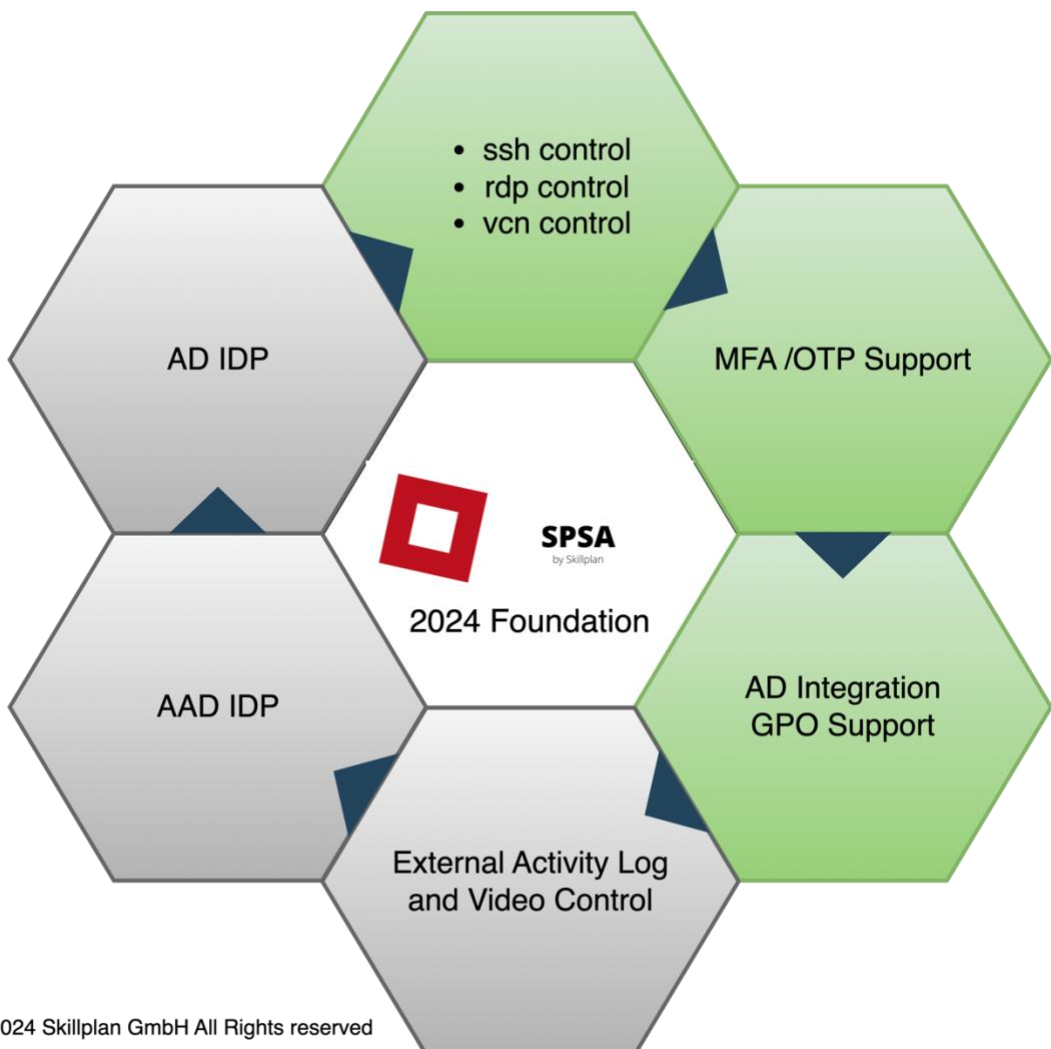 • ssh control
• rdp control
• vcn control
AD IDP
MFA /OTP Support
SPSA
by Skillplan
2024 Foundation
AAD IDP
AD Integration
GPO Support
External Activity Log
and Video Control
024 Skillplan GmbH All Rights reserved